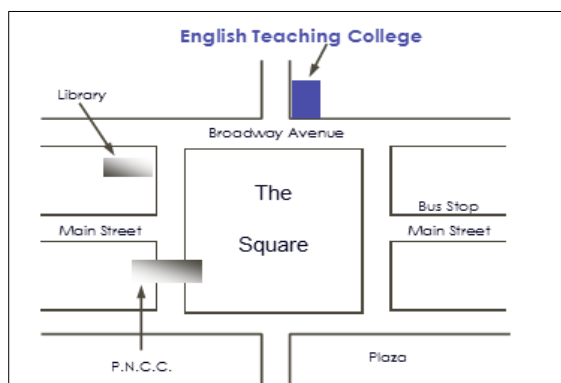 English Teaching College
Library
Broadway Avenue
The
Square
Bus Stop
Main Street
Main Street
P.N.C.C.
Plaza